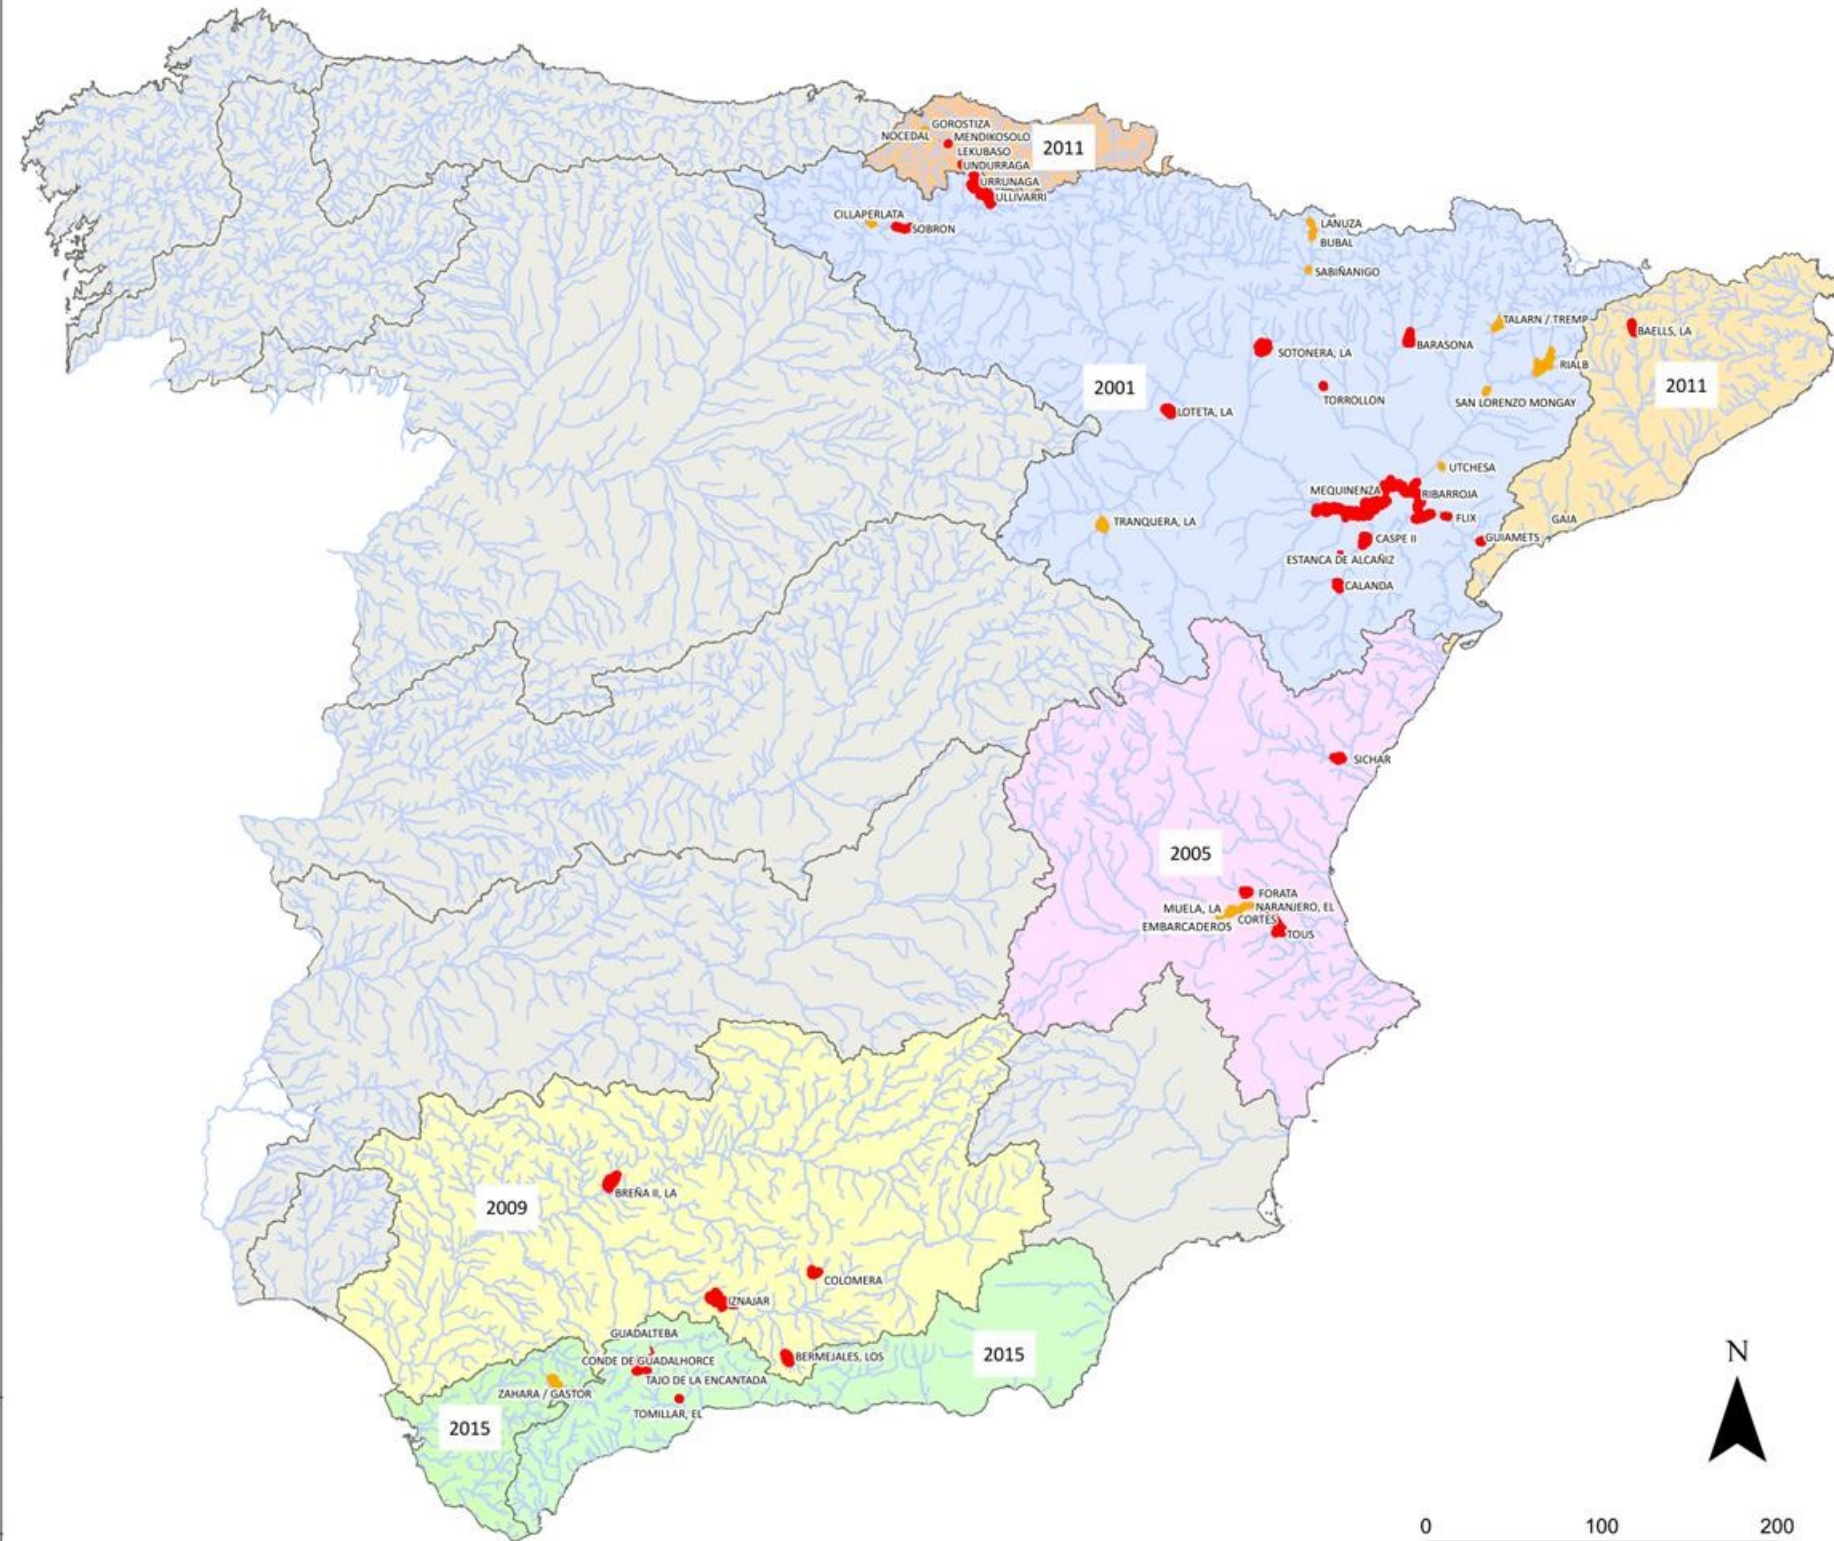 GOROSTIZA
NOCEDAL
MENDIKOSOLO
LEKUBASO
2011
UNDURRAGA
URRUNAGA
ULLIVARRI
CILLAPERLATA
SOBRON
LANUZA
BUBAL
SABIÑANIGO
TALARN / TREMP
BAELLS, LA
BARASONA
SOTONERA, LA
RIALB
2001
2011
TORROLLON
SAN LORENZO MONGAY
LOTETA, LA
UTCHESA
MEQUINENZA
RIBARROJA
FLIX
GAIA
TRANQUERA, LA
CASPE II
GUIAMETS
ESTANCA DE ALCAÑIZ
CALANDA
SICHAR
2005
FORATA
MUELA, LA
NARANJERO, EL
CORTES
EMBARCADEROS
TOUS
BREÑA II, LA
2009
COLOMERA
IZNAJAR
GUADALTEBA
BERMEJALES, LOS
2015
CONDE DE GUADALHORCE
TAJO DE LA ENCANTADA
ZAHARA / GASTOR
TOMILLAR, EL
2015
N
0 100 200